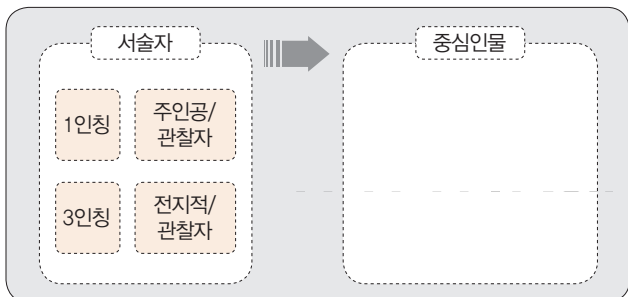 서술자
중심인물
1인칭
주인공/
관찰자
3인칭
전지적/
관찰자